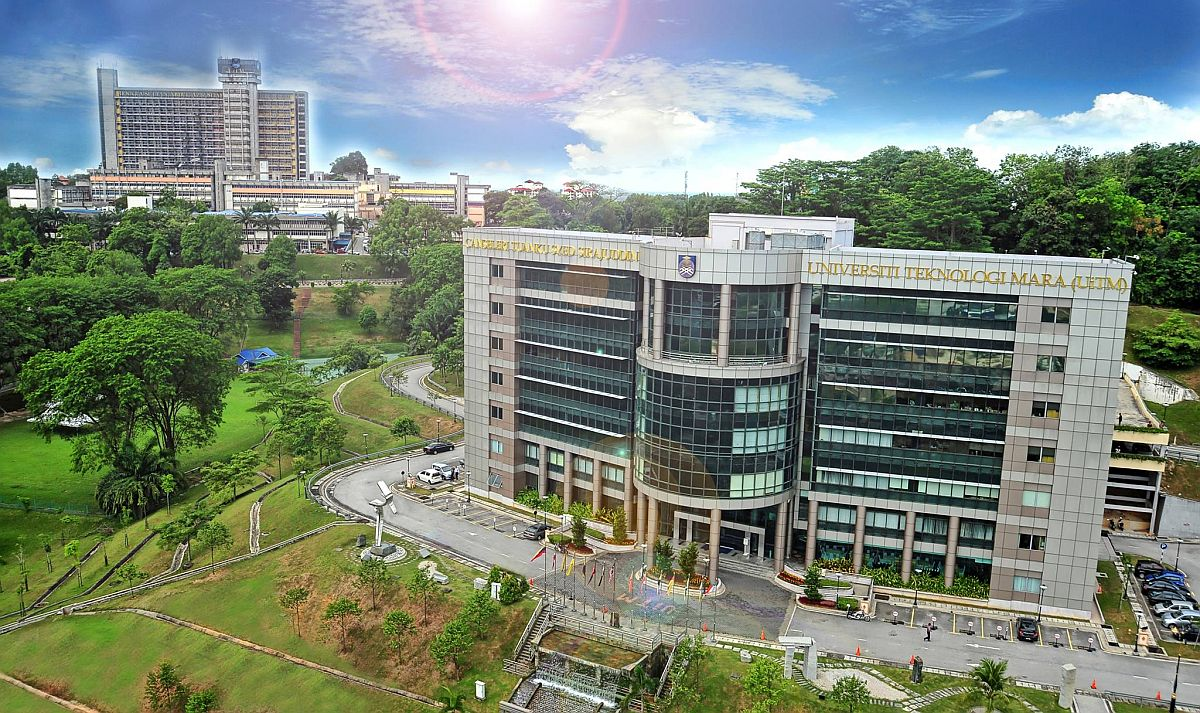 CANSELERI TUANKU SYED SIRAJUDDIN
UNIVERSITI TEKNOLOGI MARA (UiTM)